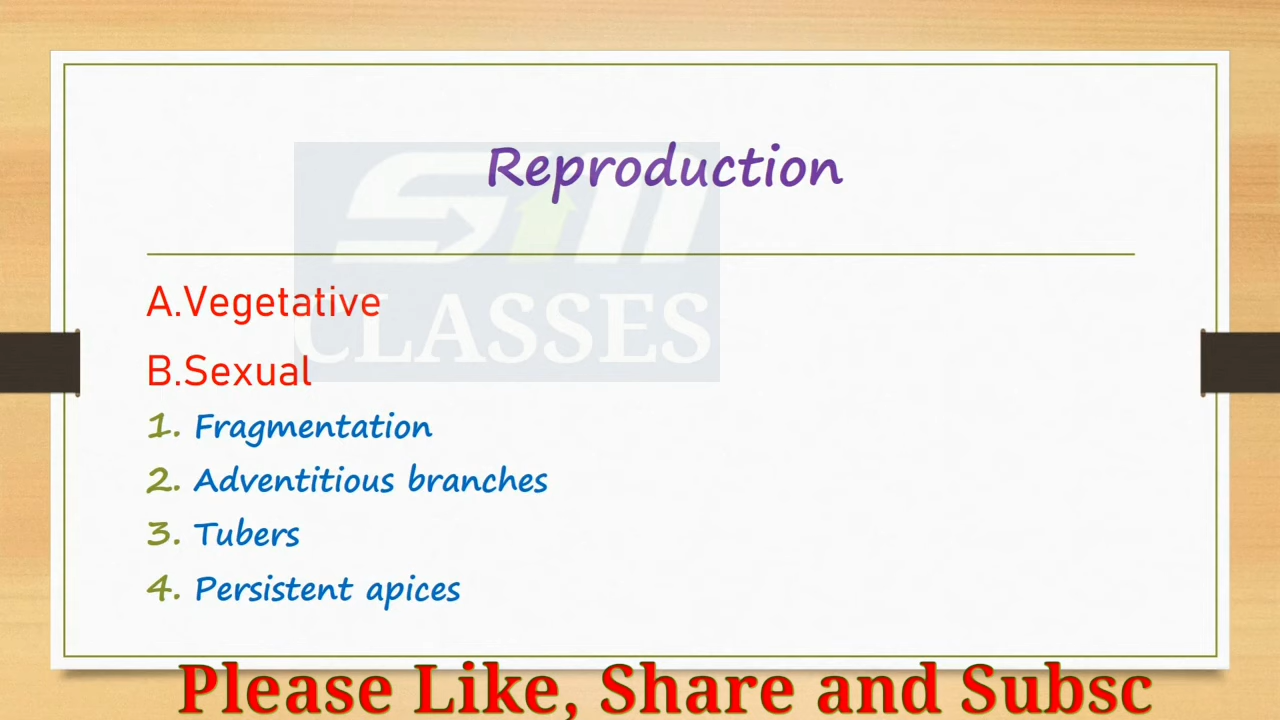 Reproduction
SM
CLASSES
A.Vegetative
B.Sexual
1. Fragmentation
2. Adventitious branches
3. Tubers
4. Persistent apices
Please Like, Share and Subsc